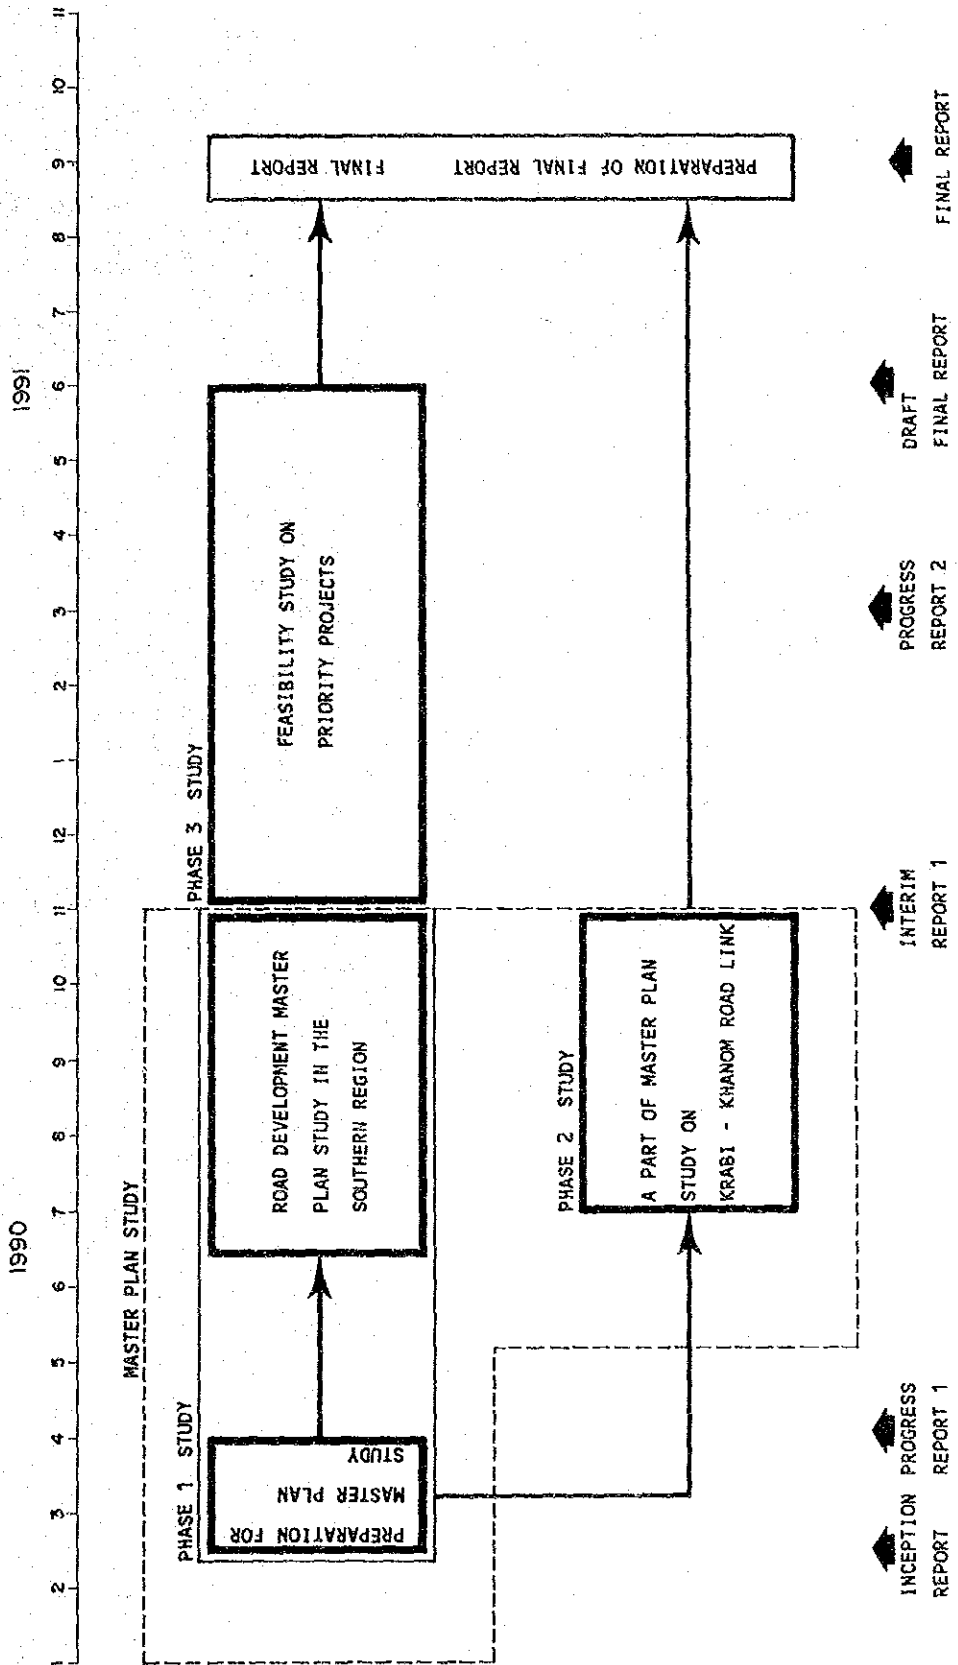 1990
1991
1 2 3 4 5 6 7 8 9 10 11 12 1 2 3 4 5 6 7 8 9 10 11
MASTER PLAN STUDY
PHASE 1 STUDY
PREPARATION FOR
MASTER PLAN
STUDY
ROAD DEVELOPMENT MASTER
PLAN STUDY IN THE
SOUTHERN REGION
PHASE 3 STUDY
FEASIBILITY STUDY ON
PRIORITY PROJECTS
FINAL REPORT
PREPARATION OF FINAL REPORT
PHASE 2 STUDY
A PART OF MASTER PLAN
STUDY ON
KRABI - KHANOM ROAD LINK
INCEPTION
REPORT
PROGRESS
REPORT 1
INTERIM
REPORT 1
PROGRESS
REPORT 2
DRAFT
FINAL REPORT
FINAL REPORT